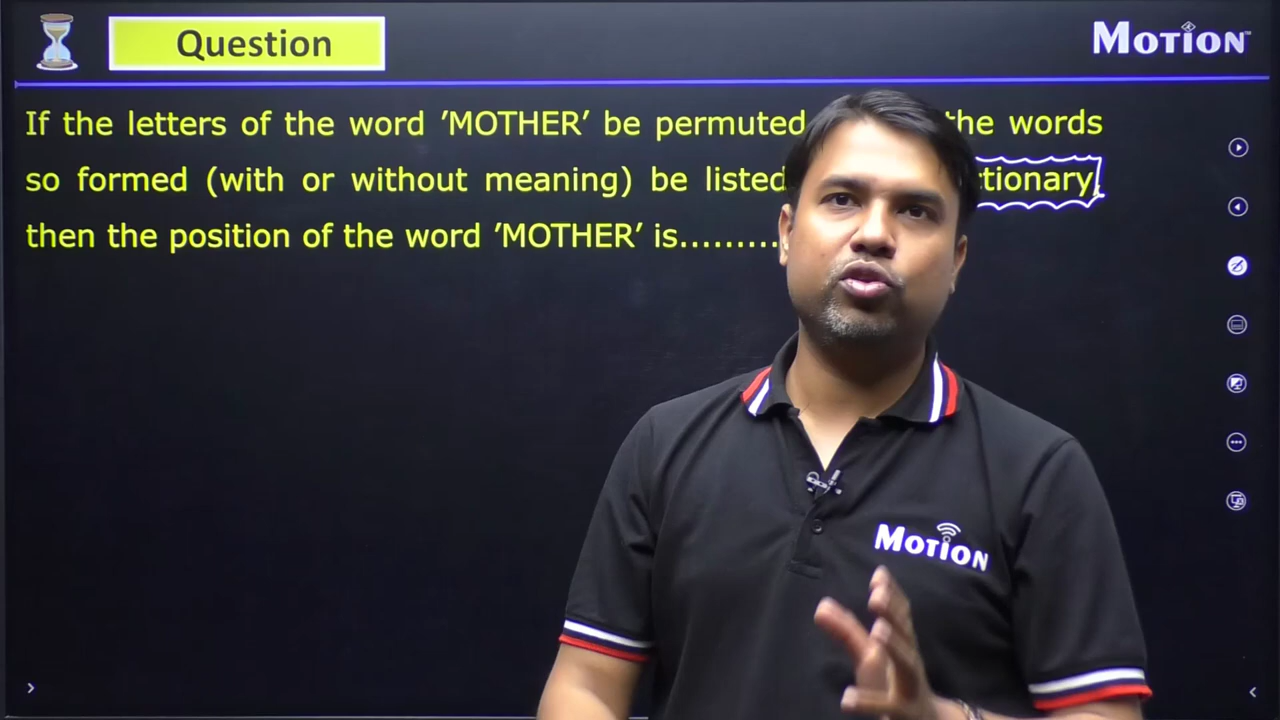 Question
MOTION
If the letters of the word ’MOTHER’ be permuted the words
so formed (with or without meaning) be listed
then the position of the word ’MOTHER’ is.........
MOTION